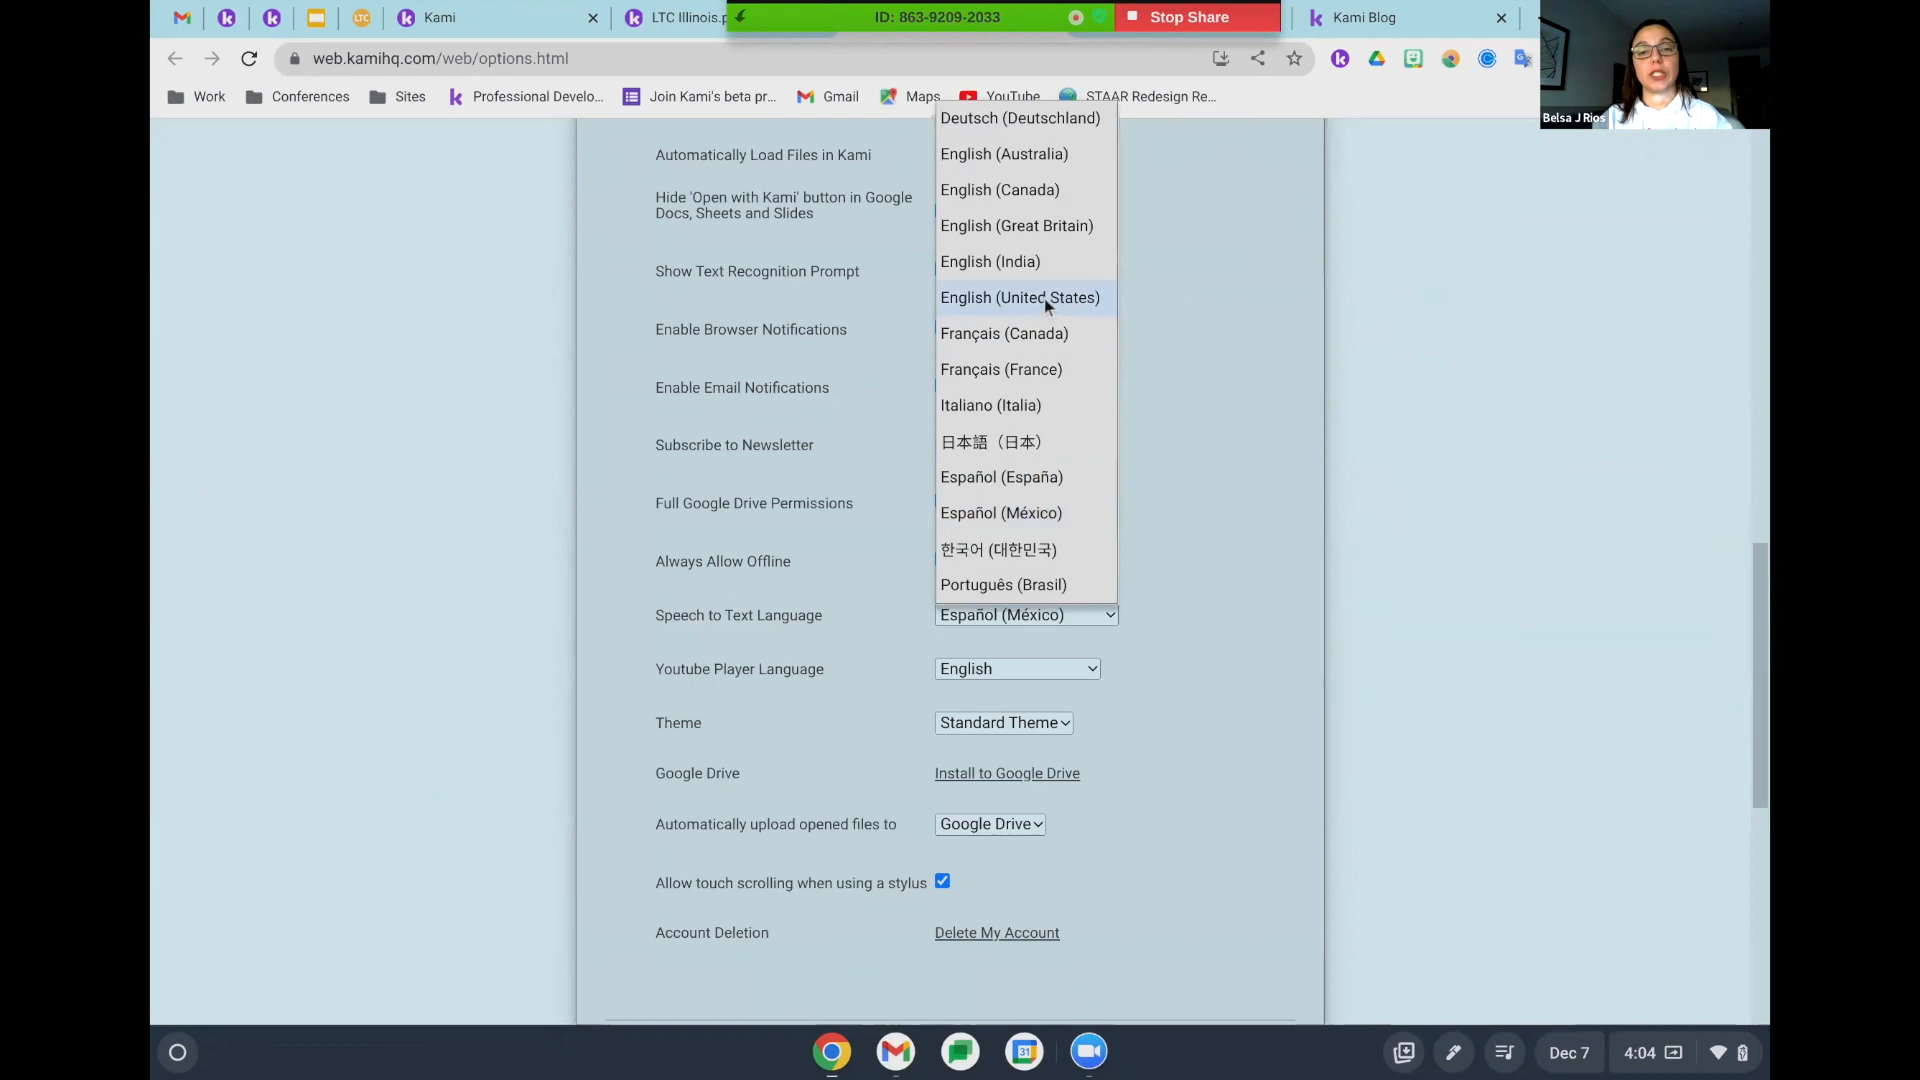 LTC
Kami
LTC Illinois.p
ID: 863-9209-2033
Stop Share
Kami Blog
web.kamihq.com/web/options.html
Work
Conferences
Sites
Professional Develo...
Join Kami's beta pr...
Gmail
Maps
YouTube
STAAR Redesign Re...
Belsa J Rios
Deutsch (Deutschland)
English (Australia)
English (Canada)
English (Great Britain)
English (India)
English (United States)
Français (Canada)
Français (France)
Italiano (Italia)
日本語（日本）
Español (España)
Español (México)
한국어 (대한민국)
Português (Brasil)
Automatically Load Files in Kami
Hide 'Open with Kami' button in Google
Docs, Sheets and Slides
Show Text Recognition Prompt
Enable Browser Notifications
Enable Email Notifications
Subscribe to Newsletter
Full Google Drive Permissions
Always Allow Offline
Speech to Text Language
Español (México)
Youtube Player Language
English
Theme
Standard Theme
Google Drive
Install to Google Drive
Automatically upload opened files to
Google Drive
Allow touch scrolling when using a stylus
Account Deletion
Delete My Account
31
Dec 7
4:04